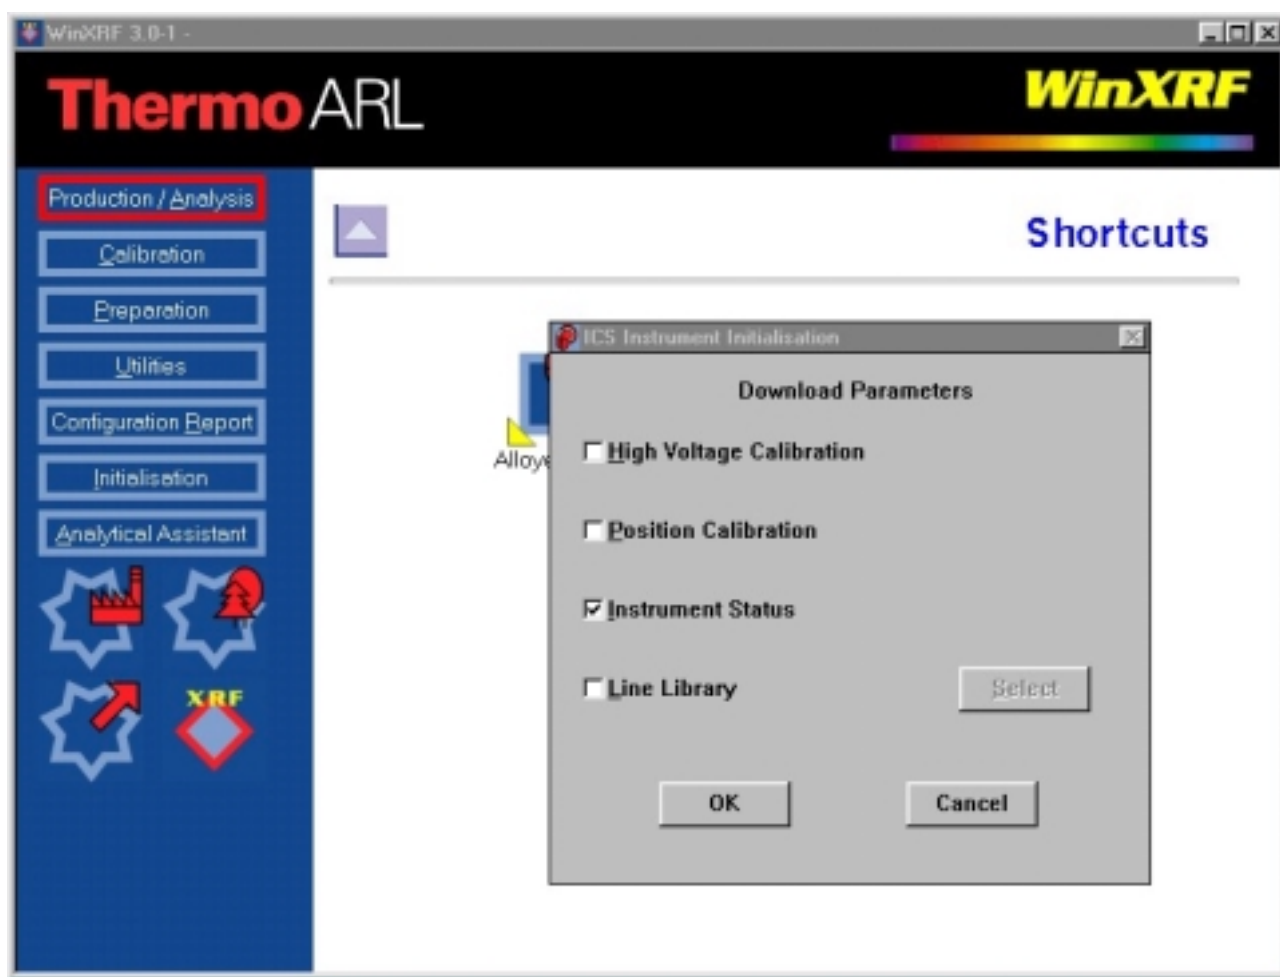 WinXRF 3.0-1 -
Thermo ARL
WinXRF
Production / Analysis
Calibration
Preparation
Utilities
Configuration Report
Initialisation
Analytical Assistant
XRF
Shortcuts
ICS Instrument Initialisation
Download Parameters
High Voltage Calibration
Position Calibration
Instrument Status
Line Library
Select
OK
Cancel